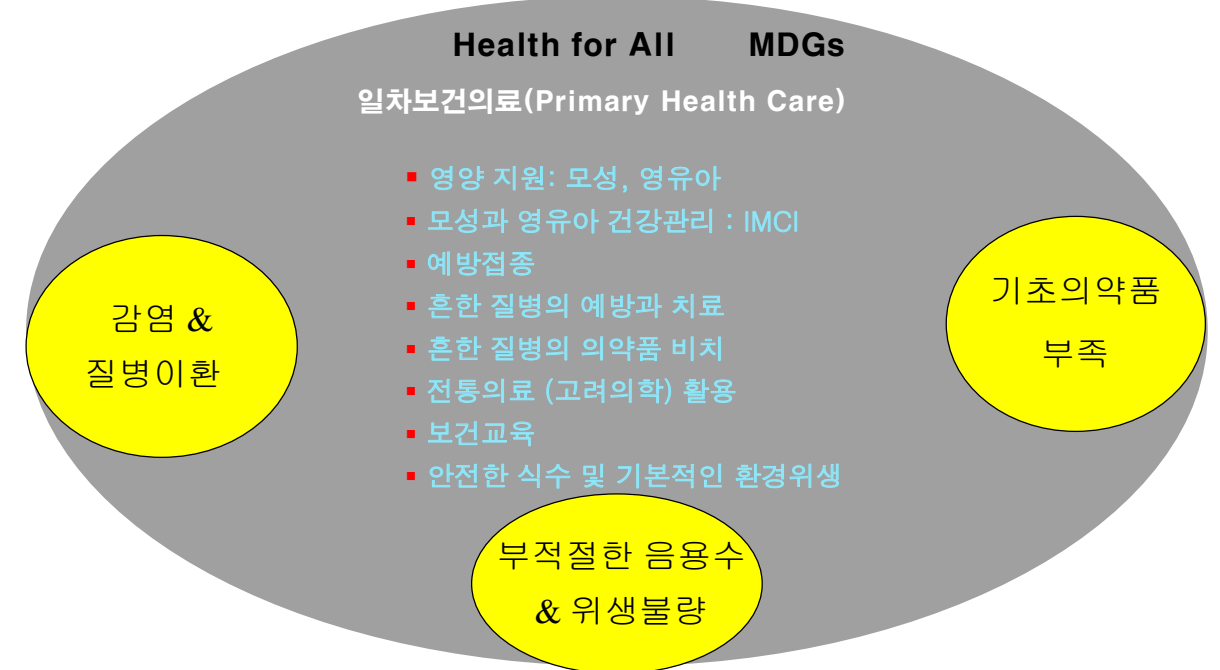 Health for All MDGs
일차보건의료(Primary Health Care)
▪ 영양 지원: 모성, 영유아
▪ 모성과 영유아 건강관리 : IMCI
▪ 예방접종
▪ 흔한 질병의 예방과 치료
▪ 흔한 질병의 의약품 비치
▪ 전통의료 (고려의학) 활용
▪ 보건교육
▪ 안전한 식수 및 기본적인 환경위생
감염 &
질병이환
기초의약품
부족
부적절한 음용수
& 위생불량